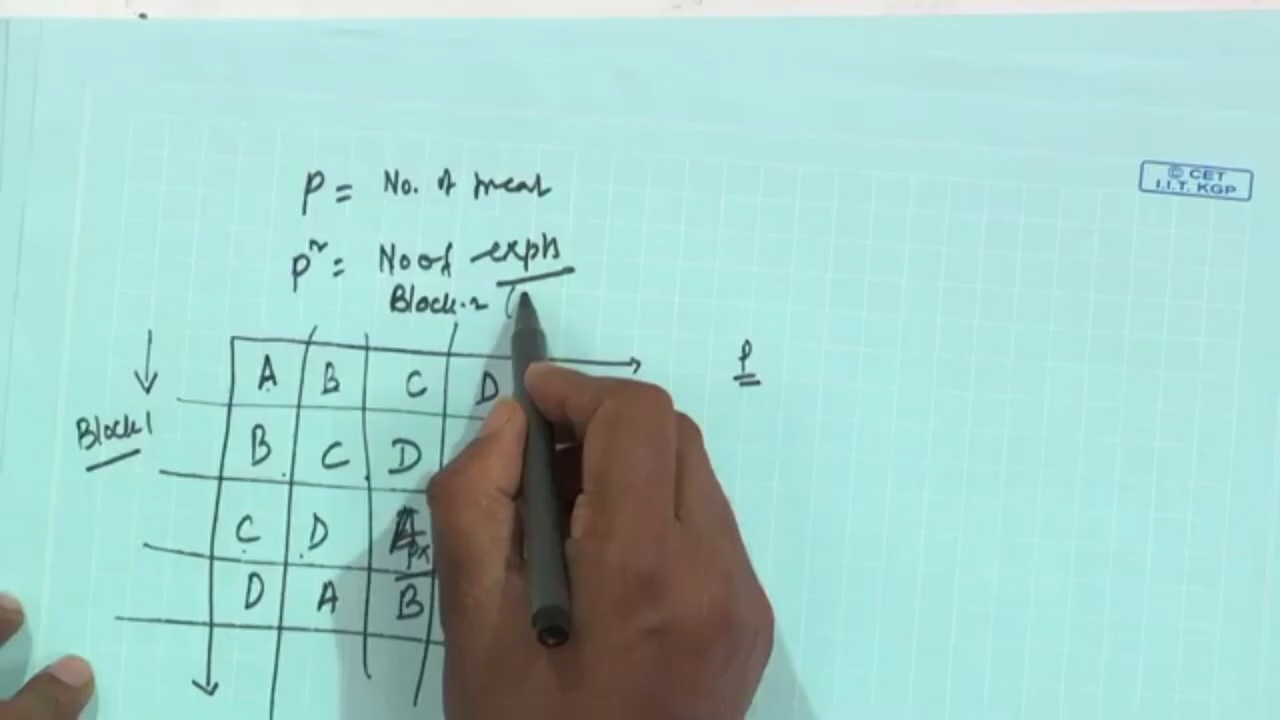 © CET
I.I.T. KGP
P = No. of treat
p² = No of expts
Block-2 (
P
Block 1
A B C D
B C D
C D A
px
D A B